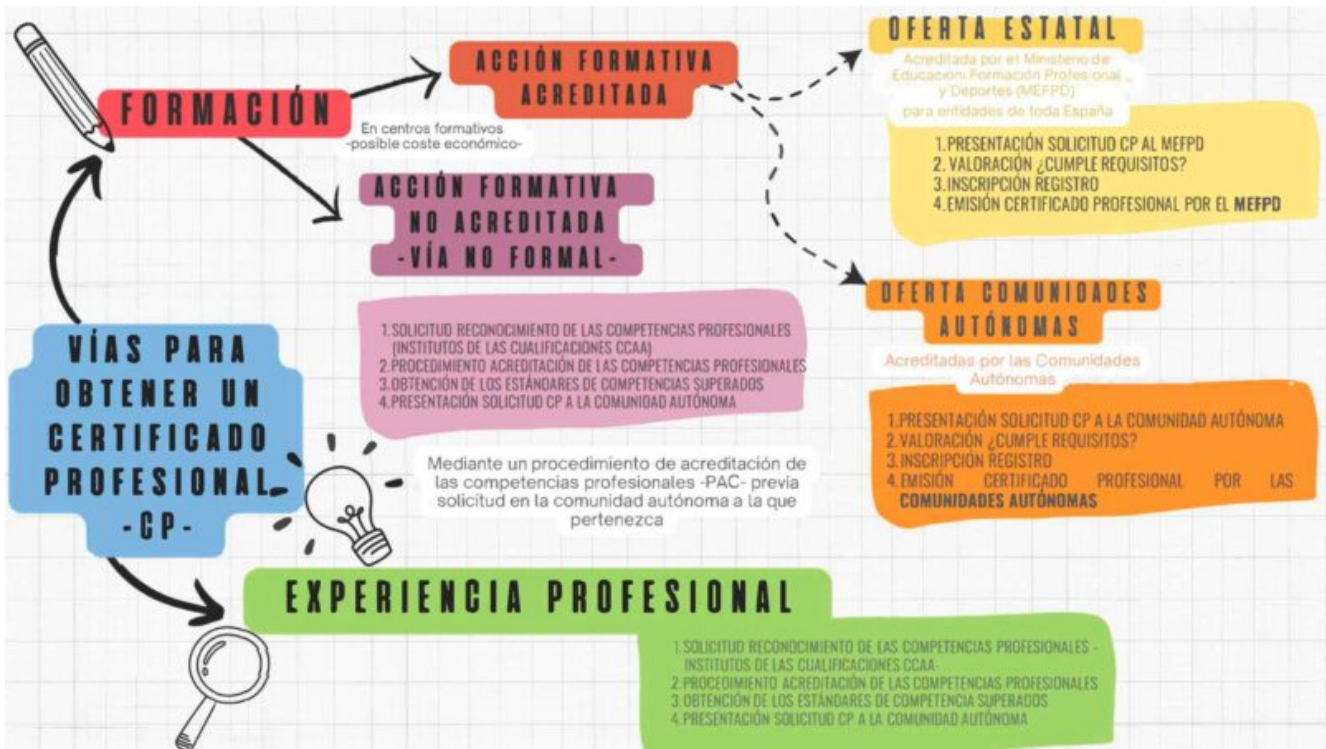 FORMACIÓN
ACCIÓN FORMATIVA
ACREDITADA
En centros formativos
-posible coste económico-
OFERTA ESTATAL
Acreditada por el Ministerio de
Educación Formación Profesional
y Deportes (MEFPD)
para entidades de toda España
1.PRESENTACIÓN SOLICITUD CP AL MEFPD
2. VALORACIÓN ¿CUMPLE REQUISITOS?
3.INSCRIPCIÓN REGISTRO
4.EMISIÓN CERTIFICADO PROFESIONAL POR EL MEFPD
ACCIÓN FORMATIVA
NO ACREDITADA
-VÍA NO FORMAL-
1.SOLICITUD RECONOCIMIENTO DE LAS COMPETENCIAS PROFESIONALES
(INSTITUTOS DE LAS CUALIFICACIONES CCAA)
2.PROCEDIMIENTO ACREDITACIÓN DE LAS COMPETENCIAS PROFESIONALES
3.OBTENCIÓN DE LOS ESTÁNDARES DE COMPETENCIAS SUPERADOS
4.PRESENTACIÓN SOLICITUD CP A LA COMUNIDAD AUTÓNOMA
OFERTA COMUNIDADES
AUTÓNOMAS
Acreditadas por las Comunidades
Autónomas
1.PRESENTACIÓN SOLICITUD CP A LA COMUNIDAD AUTÓNOMA
2.VALORACIÓN ¿CUMPLE REQUISITOS?
3.INSCRIPCIÓN REGISTRO
4.EMISIÓN CERTIFICADO PROFESIONAL POR LAS
COMUNIDADES AUTÓNOMAS
VÍAS PARA
OBTENER UN
CERTIFICADO
PROFESIONAL
-CP-
Mediante un procedimiento de acreditación de
las competencias profesionales -PAC- previa
solicitud en la comunidad autónoma a la que
pertenezca
EXPERIENCIA PROFESIONAL
1.SOLICITUD RECONOCIMIENTO DE LAS COMPETENCIAS PROFESIONALES -
INSTITUTOS DE LAS CUALIFICACIONES CCAA-
2.PROCEDIMIENTO ACREDITACIÓN DE LAS COMPETENCIAS PROFESIONALES
3.OBTENCIÓN DE LOS ESTÁNDARES DE COMPETENCIA SUPERADOS
4.PRESENTACIÓN SOLICITUD CP A LA COMUNIDAD AUTÓNOMA